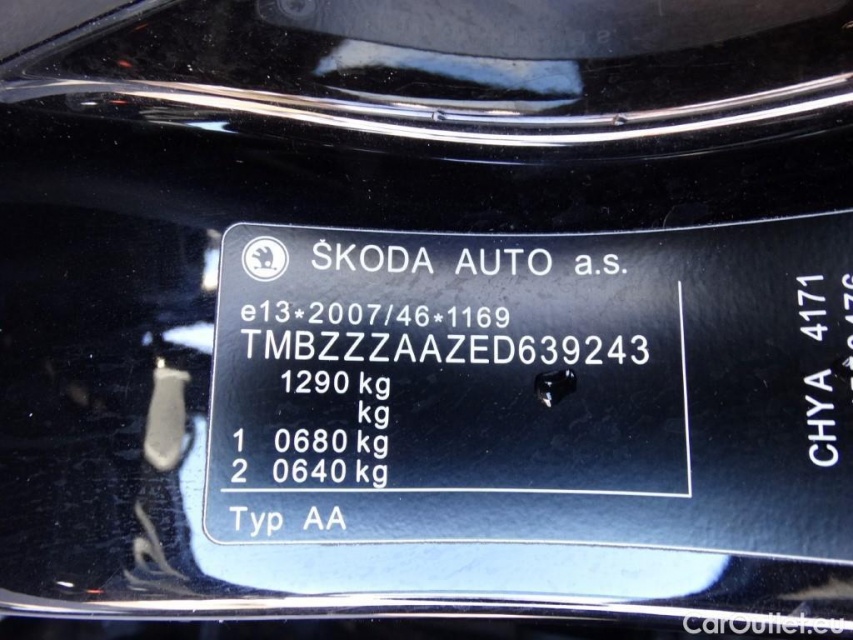 ŠKODA AUTO a.s.
e13*2007/46*1169
TMBZZZAAZED639243
1290 kg
kg
1 0680 kg
2 0640 kg
Typ AA
CHYA 4171
CarOutlet.eu